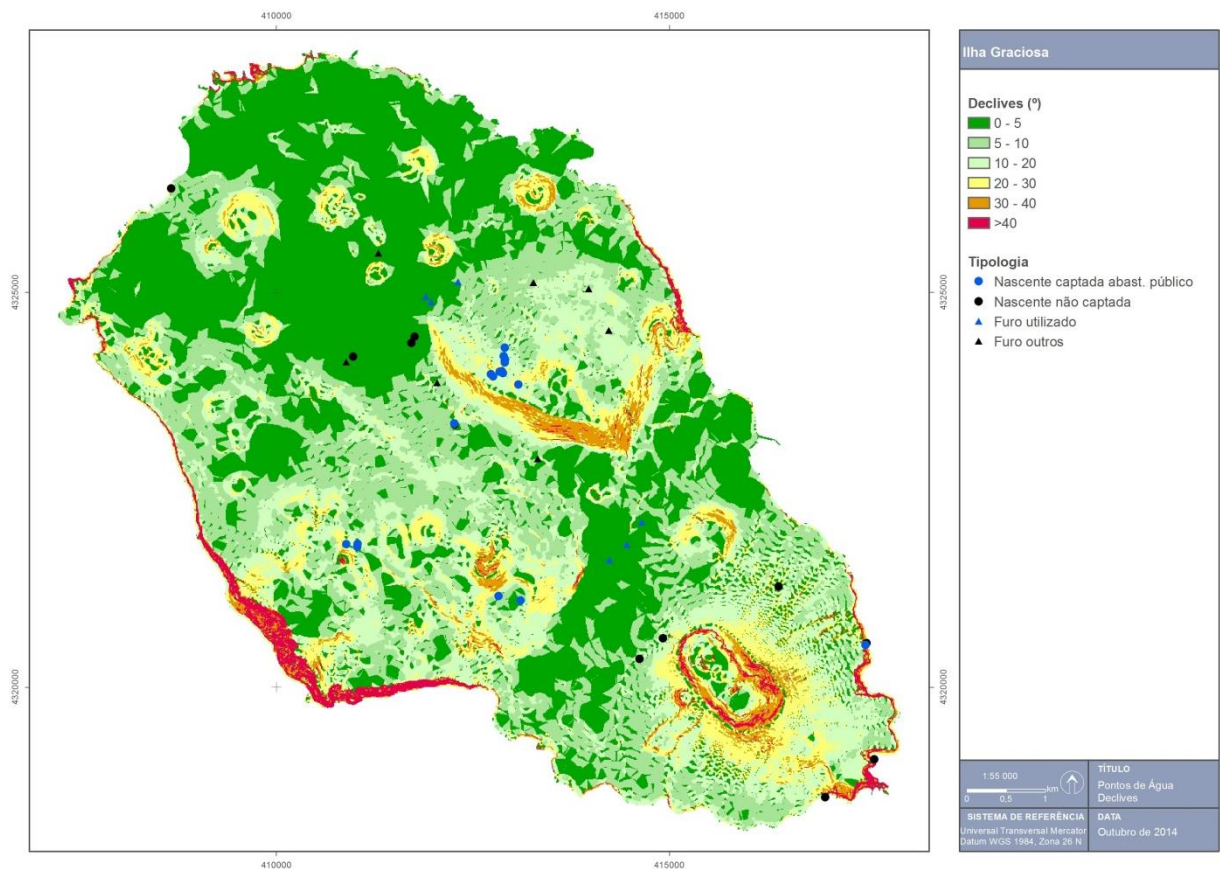 410000
415000
4325000
4325000
4320000
4320000
410000
415000
Ilha Graciosa
Declives (º)
0 - 5
5 - 10
10 - 20
20 - 30
30 - 40
>40
Tipologia
Nascente captada abast. público
Nascente não captada
Furo utilizado
Furo outros
1:55 000
km
0 0,5 1
TÍTULO
Pontos de Água
Declives
SISTEMA DE REFERÊNCIA
Universal Transversal Mercator
Datum WGS 1984, Zona 26 N
DATA
Outubro de 2014